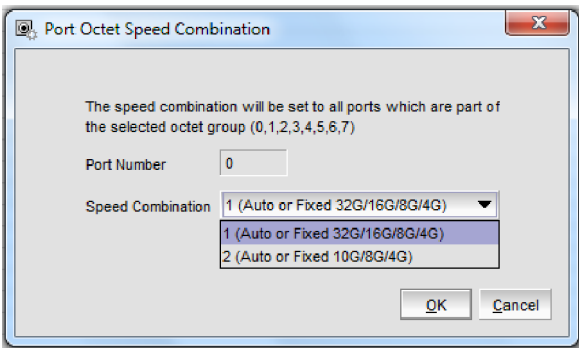 Port Octet Speed Combination
The speed combination will be set to all ports which are part of
the selected octet group (0,1,2,3,4,5,6,7)
Port Number 0
Speed Combination 1 (Auto or Fixed 32G/16G/8G/4G)
1 (Auto or Fixed 32G/16G/8G/4G)
2 (Auto or Fixed 10G/8G/4G)
OK Cancel